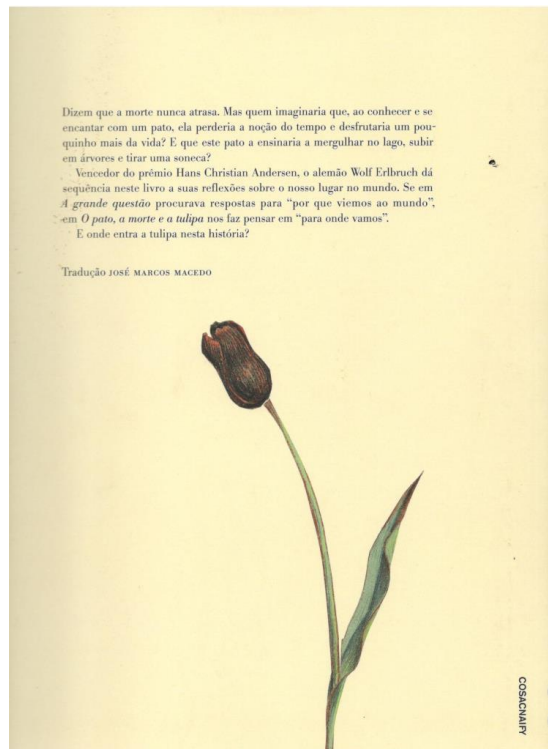 Dizem que a morte nunca atrasa. Mas quem imaginaria que, ao conhecer e se
encantar com um pato, ela perderia a noção do tempo e desfrutaria um pou-
quinho mais da vida? E que este pato a ensinaria a mergulhar no lago, subir
em árvores e tirar uma soneca?
Vencedor do prêmio Hans Christian Andersen, o alemão Wolf Erlbruch dá
sequência neste livro a suas reflexões sobre o nosso lugar no mundo. Se em
A grande questão procurava respostas para “por que viemos ao mundo”,
em O pato, a morte e a tulipa nos faz pensar em “para onde vamos”.
E onde entra a tulipa nesta história?
Tradução JOSÉ MARCOS MACEDO
COSACNAIFY